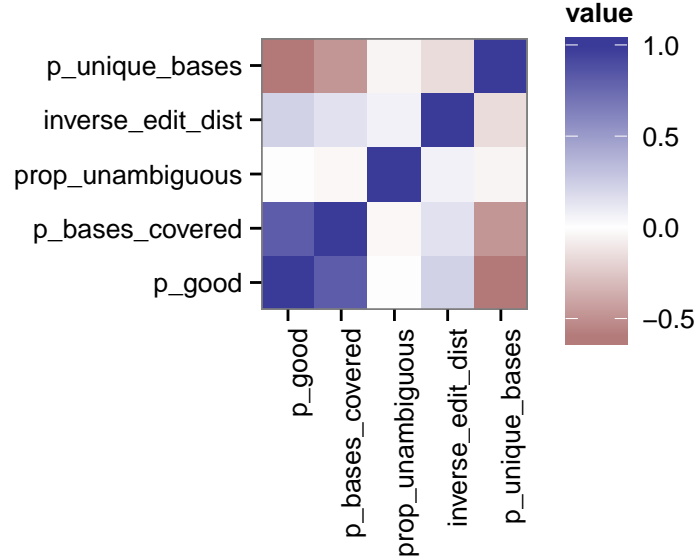 value
p_unique_bases
inverse_edit_dist
prop_unambiguous
p_bases_covered
p_good
1.0
0.5
0.0
−0.5
p_good
p_bases_covered
prop_unambiguous
inverse_edit_dist
p_unique_bases